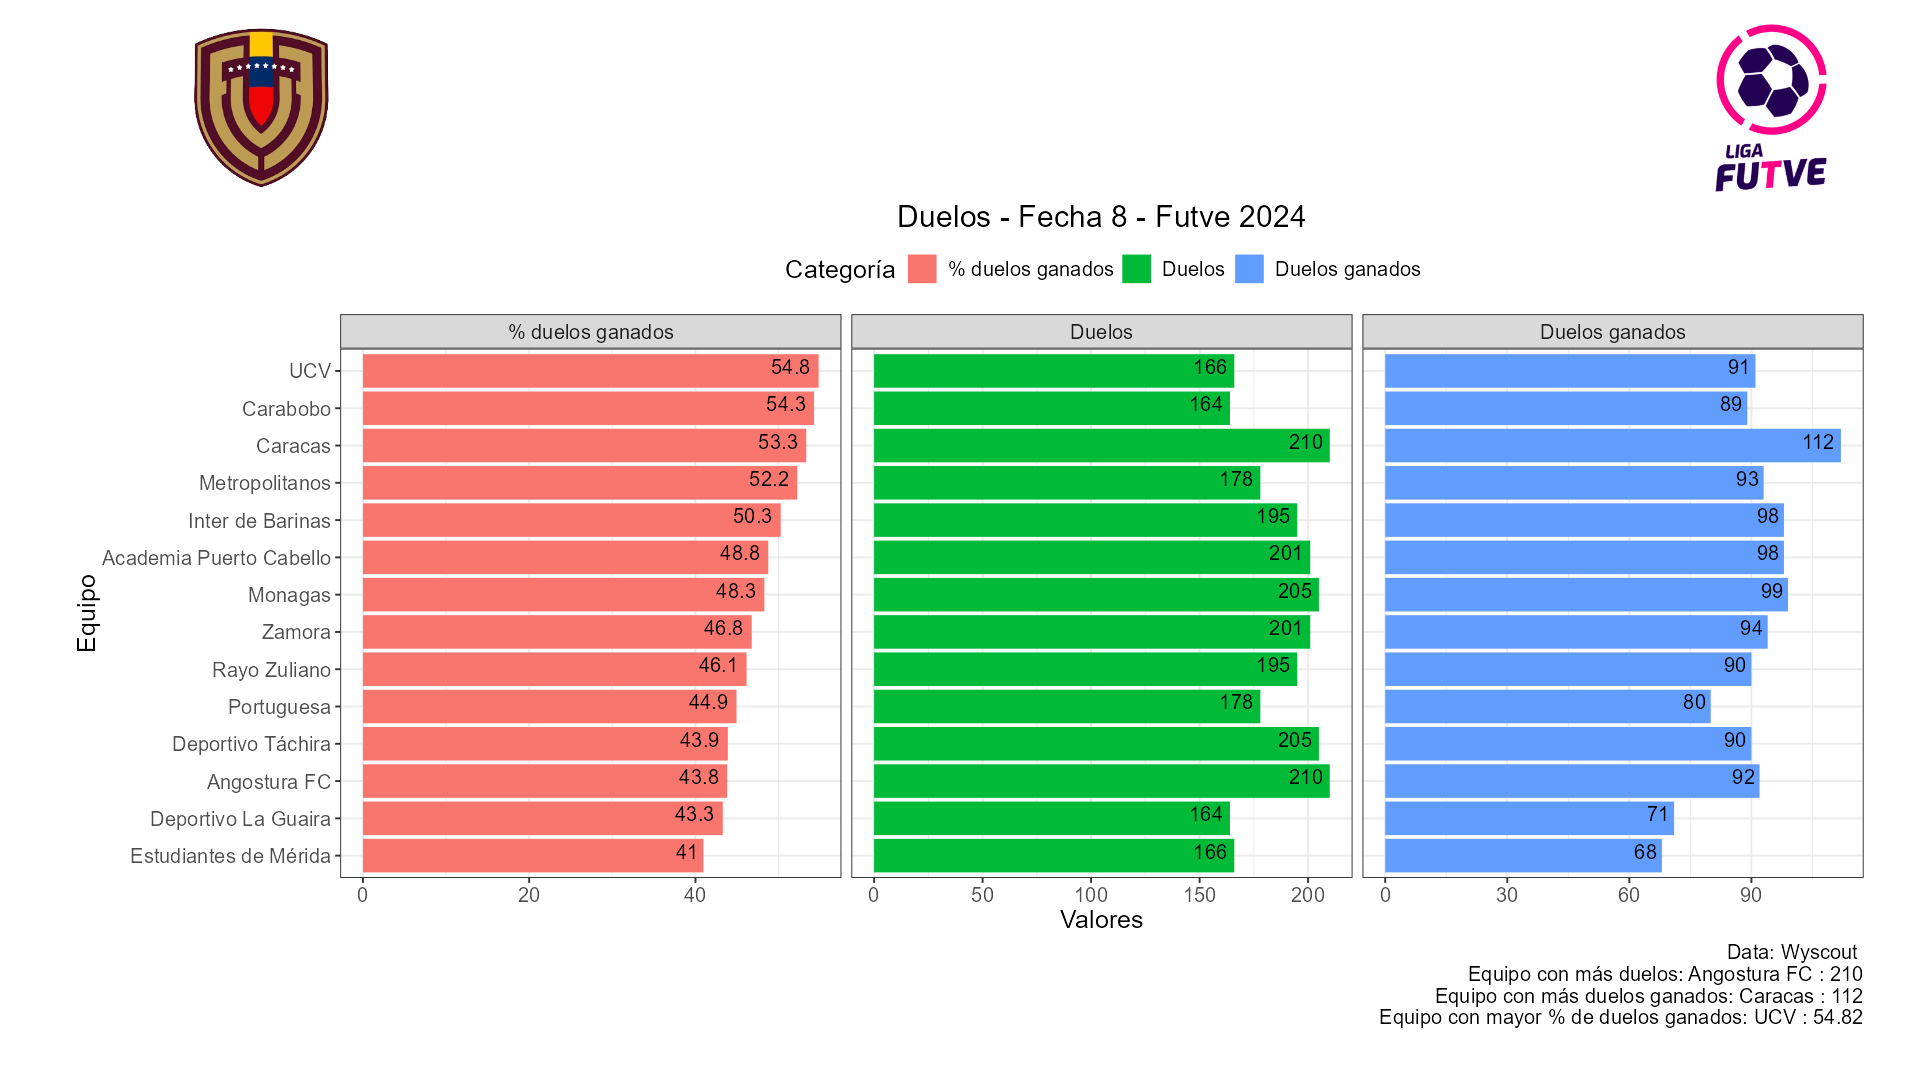 LIGA
FUTVE
Duelos - Fecha 8 - Futve 2024
Categoría % duelos ganados Duelos Duelos ganados
% duelos ganados Duelos Duelos ganados
UCV 54.8 166 91
Carabobo 54.3 164 89
Caracas 53.3 210 112
Metropolitanos 52.2 178 93
Inter de Barinas 50.3 195 98
Academia Puerto Cabello 48.8 201 98
Monagas 48.3 205 99
Zamora 46.8 201 94
Rayo Zuliano 46.1 195 90
Portuguesa 44.9 178 80
Deportivo Táchira 43.9 205 90
Angostura FC 43.8 210 92
Deportivo La Guaira 43.3 164 71
Estudiantes de Mérida 41 166 68
Equipo
0 20 40 0 50 100 150 200 0 30 60 90
Valores
Data: Wyscout
Equipo con más duelos: Angostura FC : 210
Equipo con más duelos ganados: Caracas : 112
Equipo con mayor % de duelos ganados: UCV : 54.82